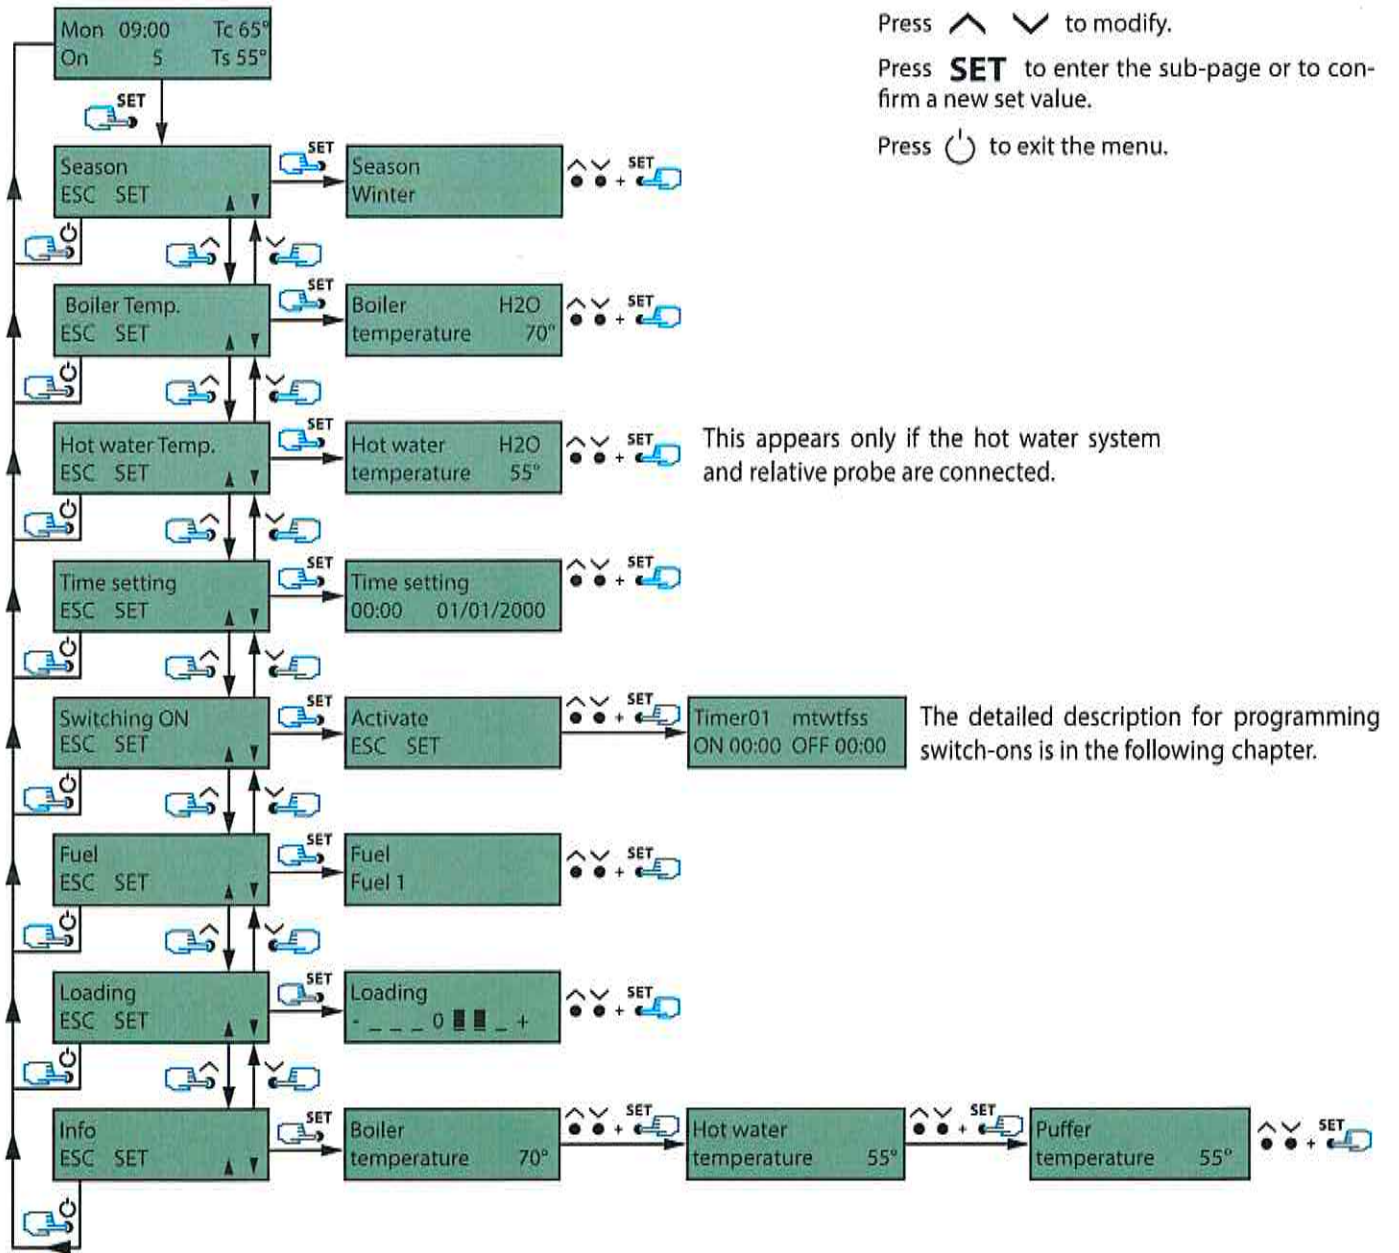 Mon 09:00 Tc 65°
On 5 Ts 55°
Press to modify.
Press SET to enter the sub-page or to con-
firm a new set value.
Press to exit the menu.
SET
Season
ESC SET
SET
Season
Winter
+ SET
Boiler Temp.
ESC SET
SET
Boiler H2O
temperature 70°
+ SET
Hot water Temp.
ESC SET
SET
Hot water H2O
temperature 55°
+ SET
This appears only if the hot water system
and relative probe are connected.
Time setting
ESC SET
SET
Time setting
00:00 01/01/2000
+ SET
Switching ON
ESC SET
SET
Activate
ESC SET
+ SET
Timer01 mtwtfss
ON 00:00 OFF 00:00
The detailed description for programming
switch-ons is in the following chapter.
Fuel
ESC SET
SET
Fuel
Fuel 1
+ SET
Loading
ESC SET
SET
Loading
- _ _ _ 0 █ █ _ +
+ SET
Info
ESC SET
SET
Boiler
temperature 70°
+ SET
Hot water
temperature 55°
+ SET
Puffer
temperature 55°
+ SET